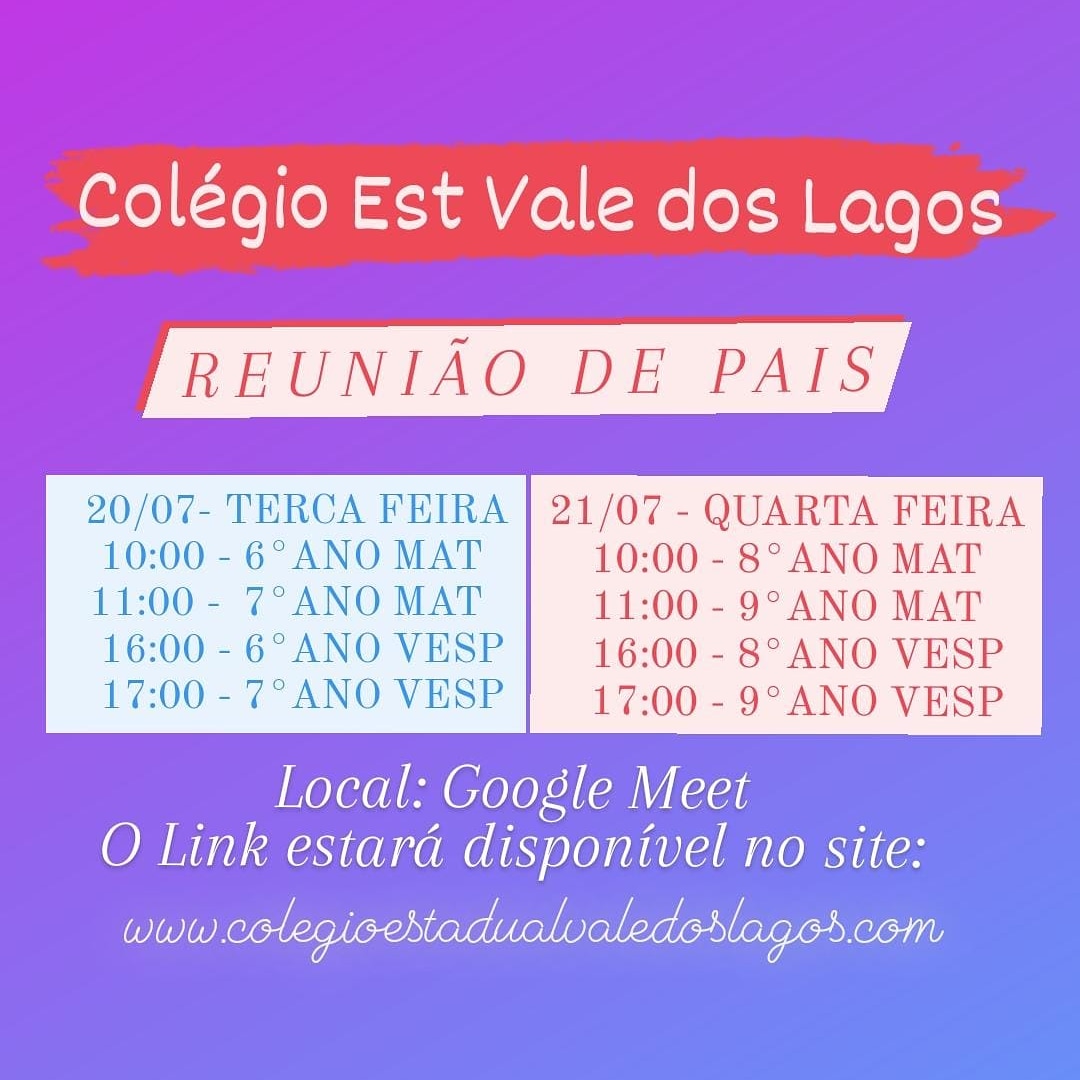 Colégio Est Vale dos Lagos
REUNIÃO DE PAIS
20/07- TERCA FEIRA
10:00 - 6°ANO MAT
11:00 - 7°ANO MAT
16:00 - 6°ANO VESP
17:00 - 7°ANO VESP
21/07 - QUARTA FEIRA
10:00 - 8°ANO MAT
11:00 - 9°ANO MAT
16:00 - 8°ANO VESP
17:00 - 9°ANO VESP
Local: Google Meet
O Link estará disponível no site:
www.colegioestadualvaledoslagos.com